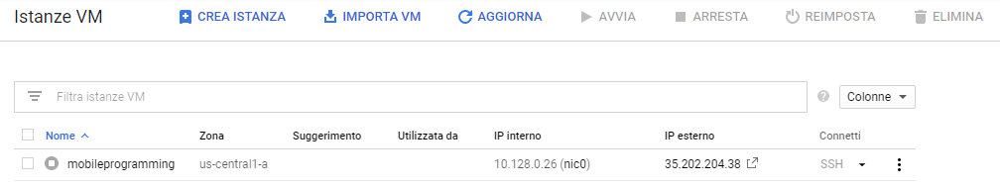 Istanze VM CREA ISTANZA IMPORTA VM AGGIORNA AVVIA ARRESTA REIMPOSTA ELIMINA
Filtra istanze VM ? Colonne
Nome Zona Suggerimento Utilizzata da IP interno IP esterno Connetti
mobileprogramming us-central1-a 10.128.0.26 (nic0) 35.202.204.38 SSH